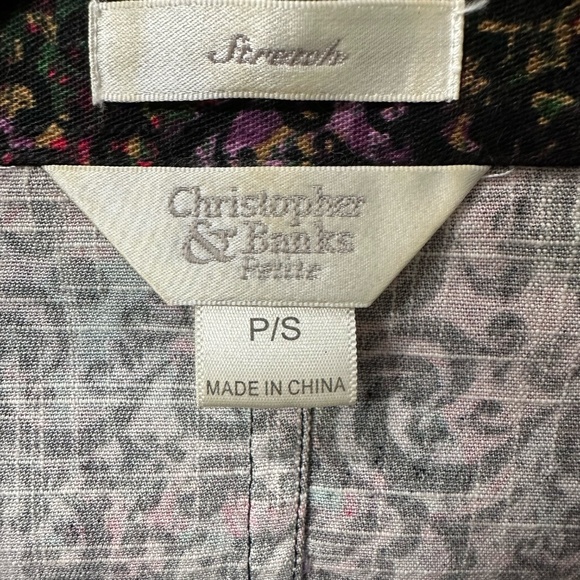 Stretch
Christopher
& Banks
Petite
P/S
MADE IN CHINA